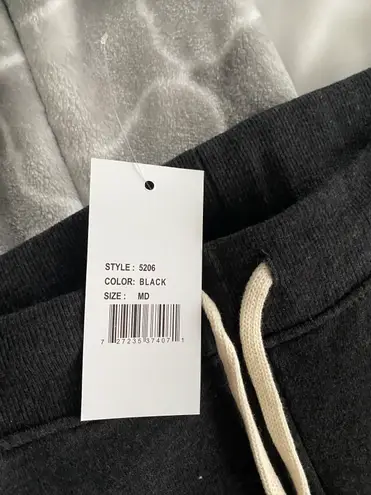 STYLE : 5206
COLOR: BLACK
SIZE : MD
7 27235 37407 1